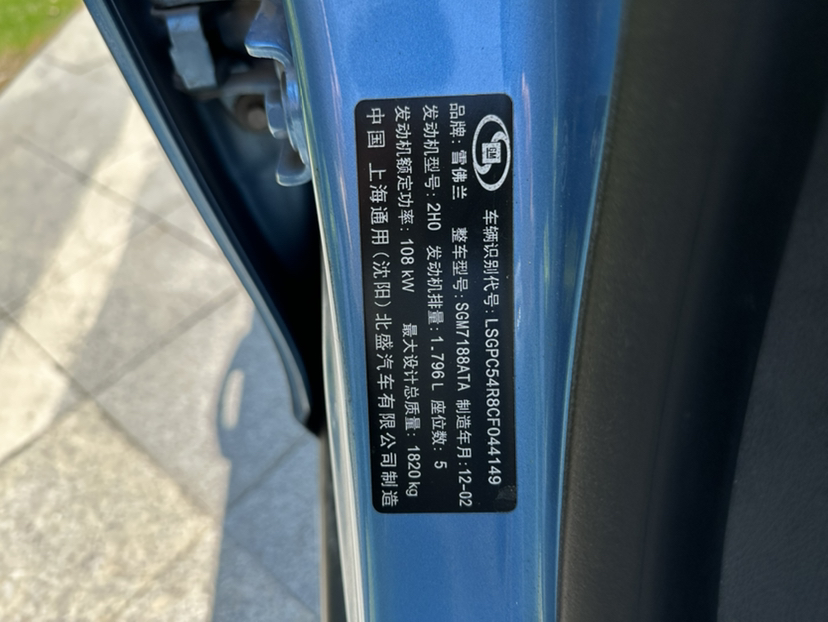 GM
车辆识别代号: LSGPC54R8CF044149
品牌: 雪佛兰 整车型号: SGM7188ATA 制造年月: 12-02
发动机型号: 2H0 发动机排量: 1.796L 座位数: 5
发动机额定功率: 108 kW 最大设计总质量: 1820 kg
中国 上海通用(沈阳)北盛汽车有限公司制造